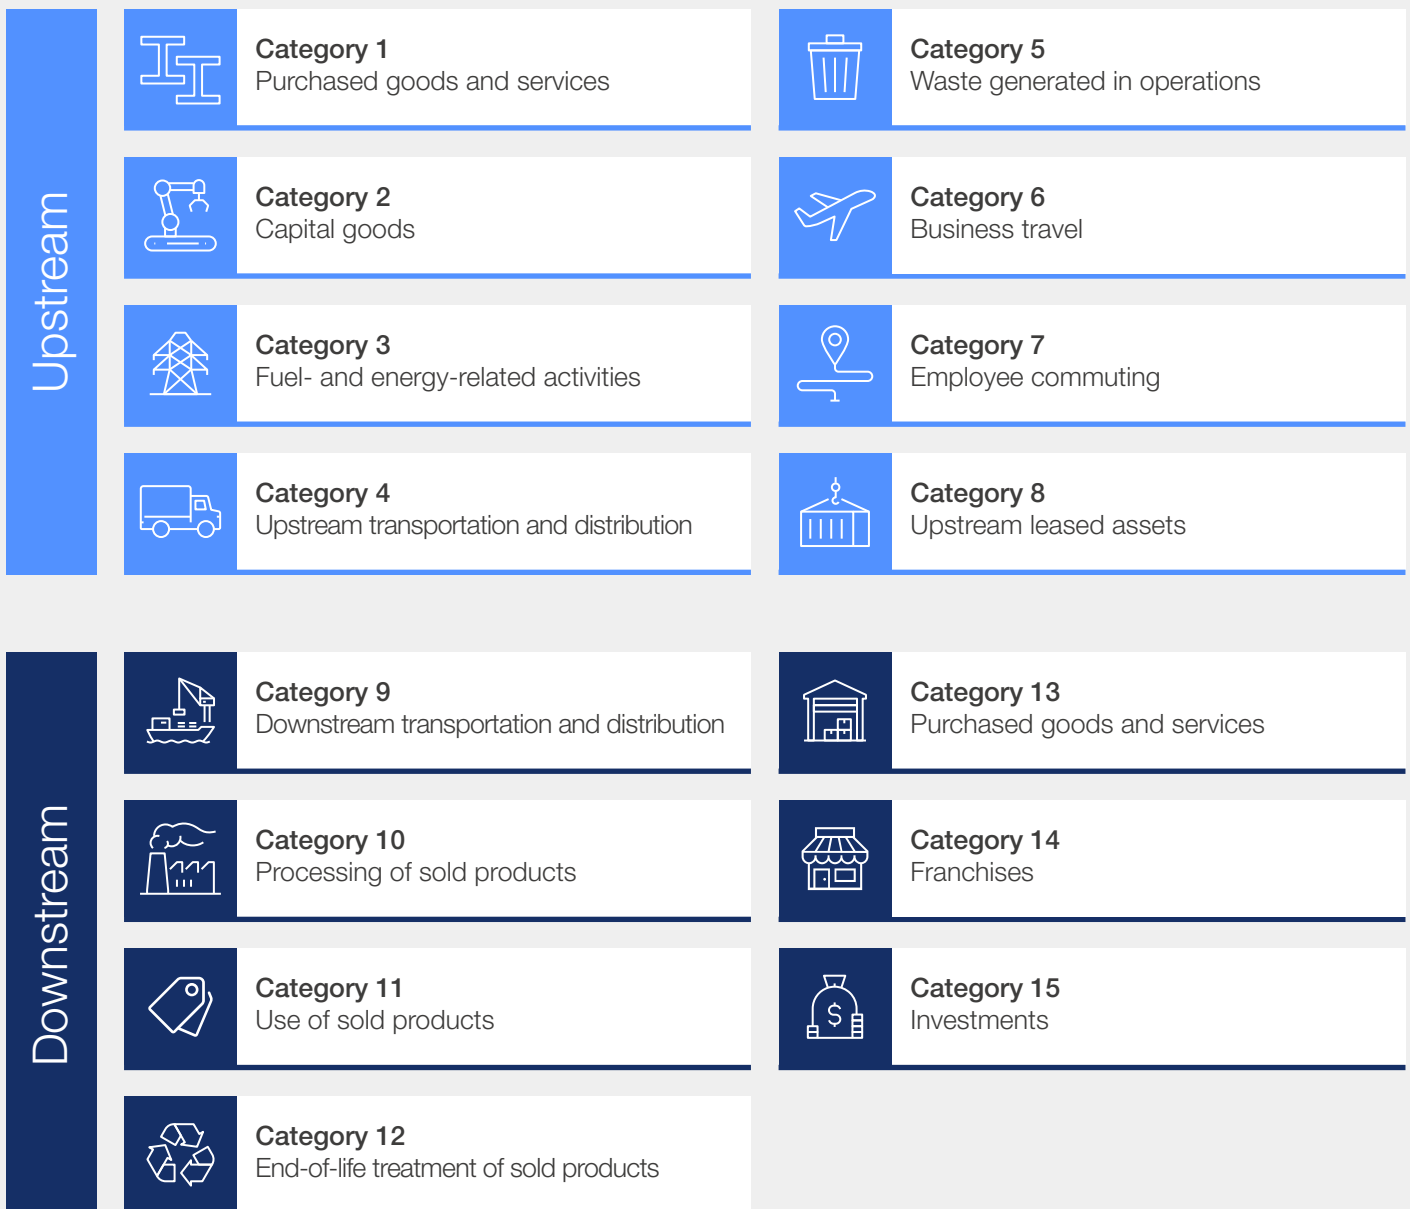 Upstream
Category 1
Purchased goods and services
Category 2
Capital goods
Category 3
Fuel- and energy-related activities
Category 4
Upstream transportation and distribution
Category 5
Waste generated in operations
Category 6
Business travel
Category 7
Employee commuting
Category 8
Upstream leased assets
Downstream
Category 9
Downstream transportation and distribution
Category 10
Processing of sold products
Category 11
Use of sold products
Category 12
End-of-life treatment of sold products
Category 13
Purchased goods and services
Category 14
Franchises
Category 15
Investments
$